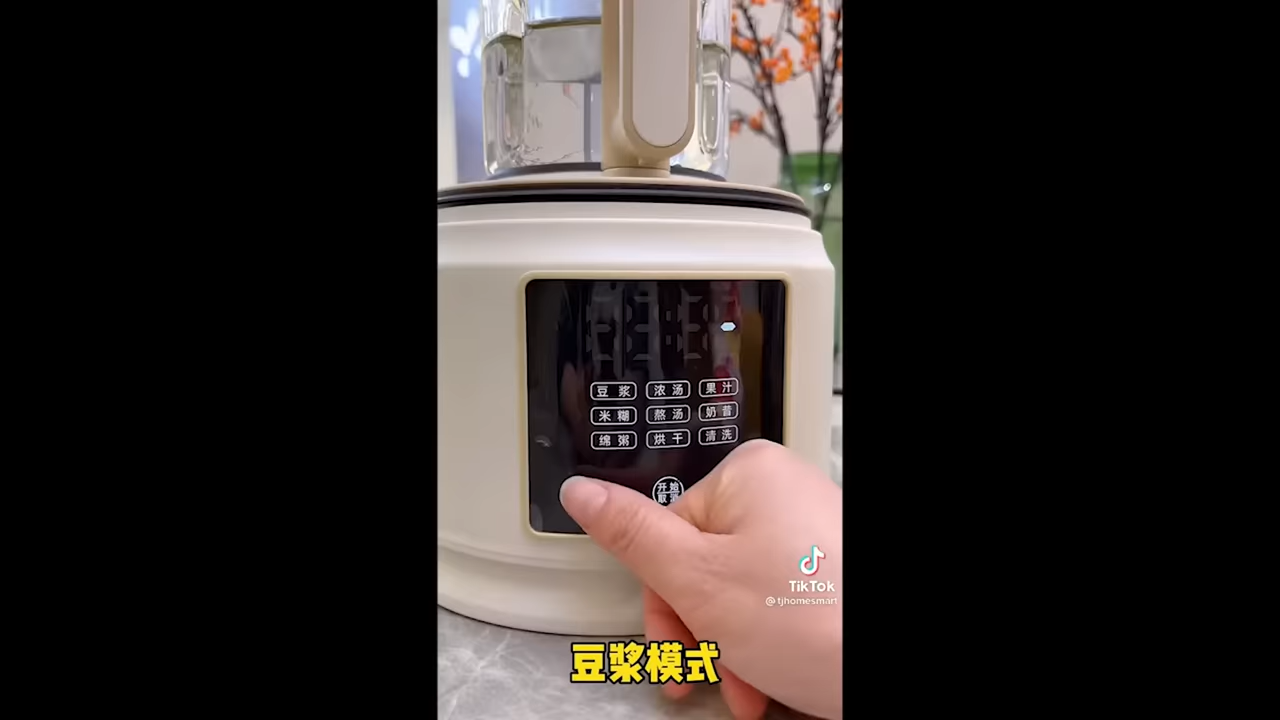 豆浆 浓汤 果汁
米糊 熬汤 奶昔
绵粥 烘干 清洗
开始
取消
TikTok
@tjhomesmart
豆浆模式